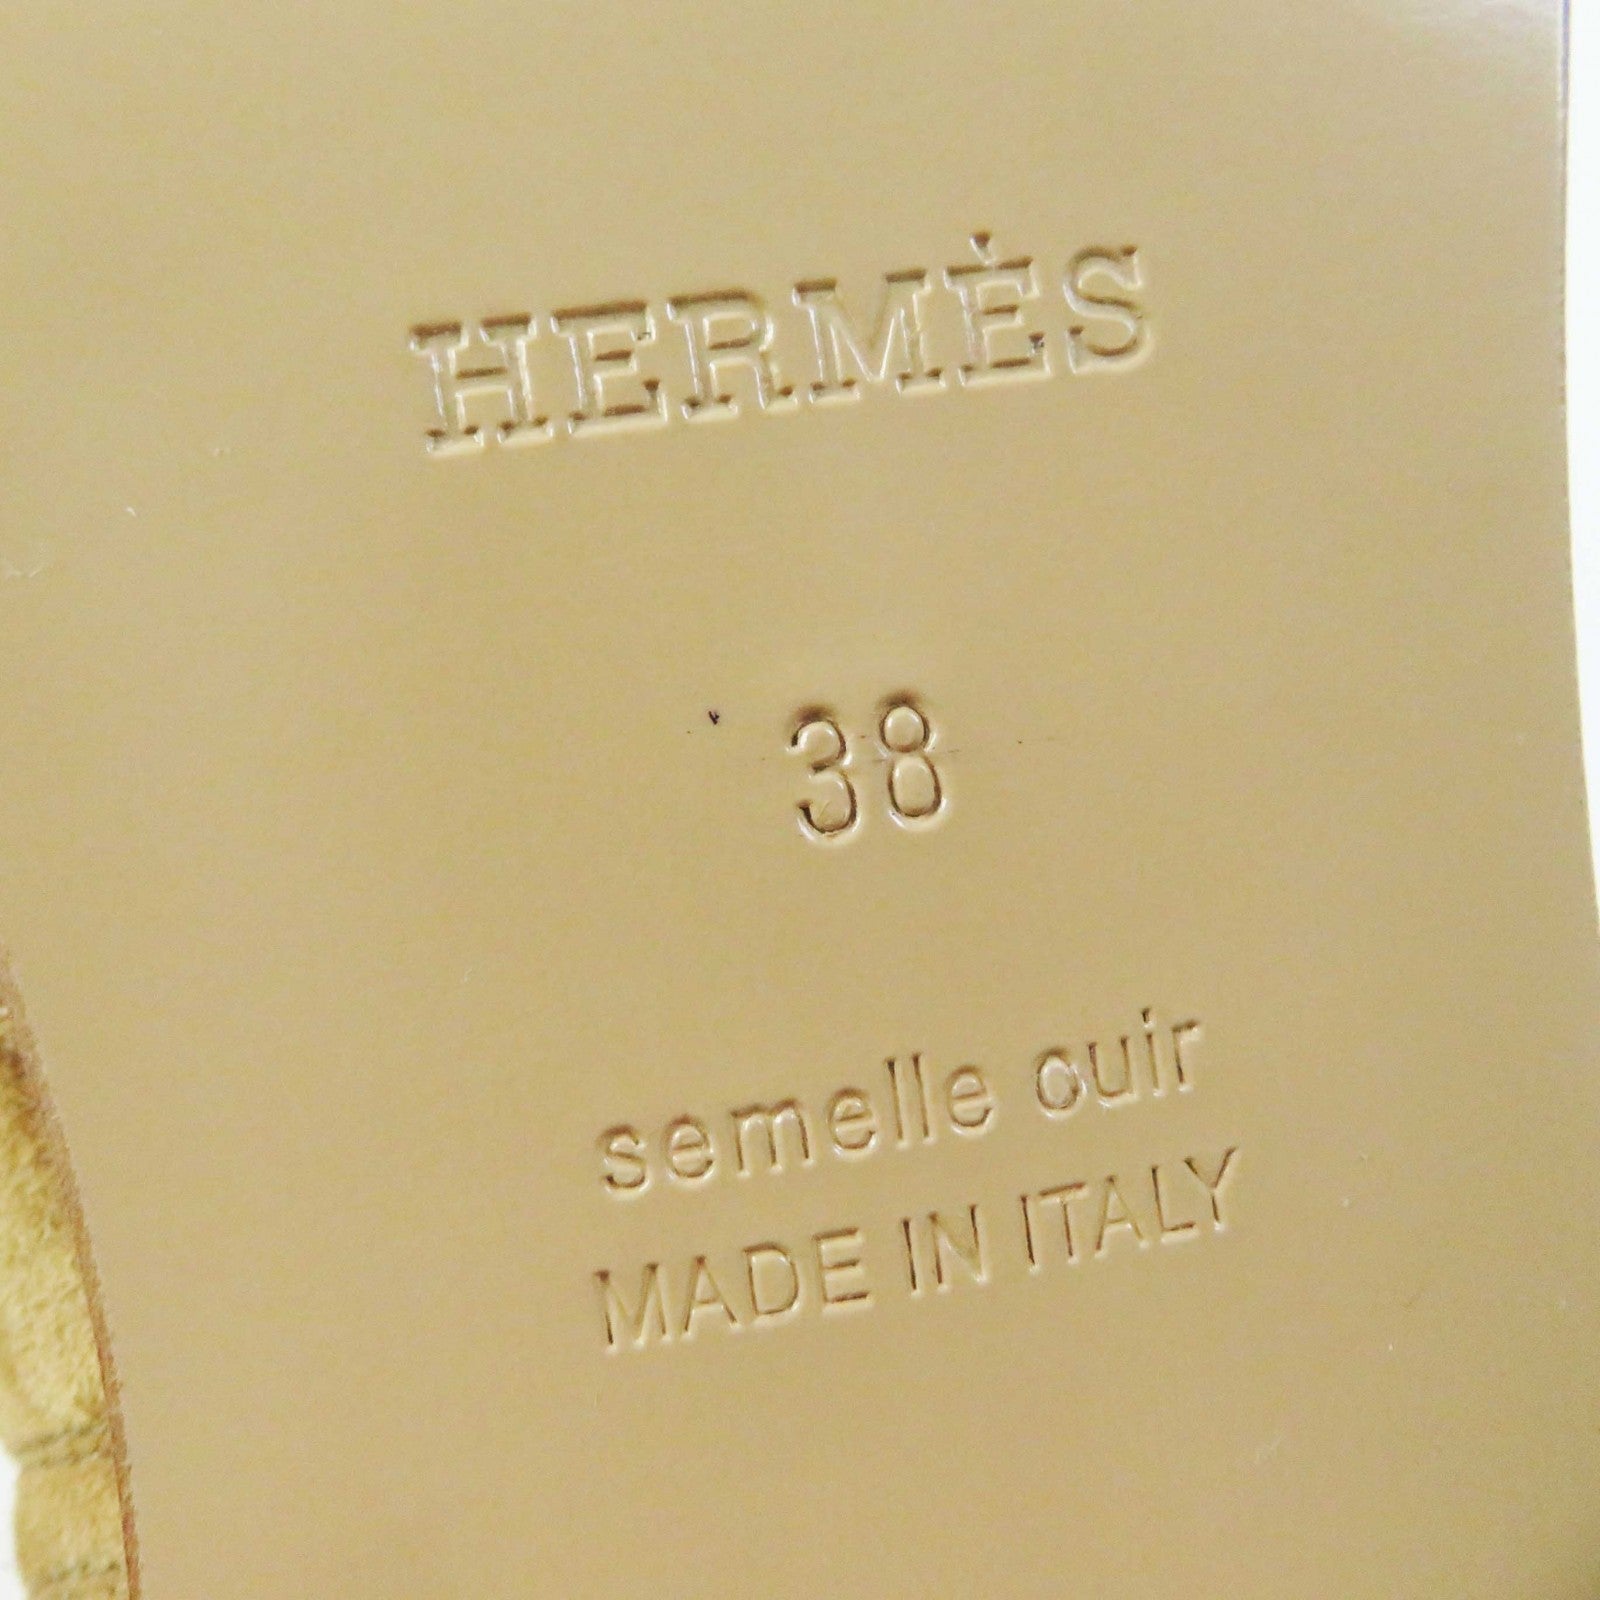 HERMÈS
38
semelle cuir
MADE IN ITALY